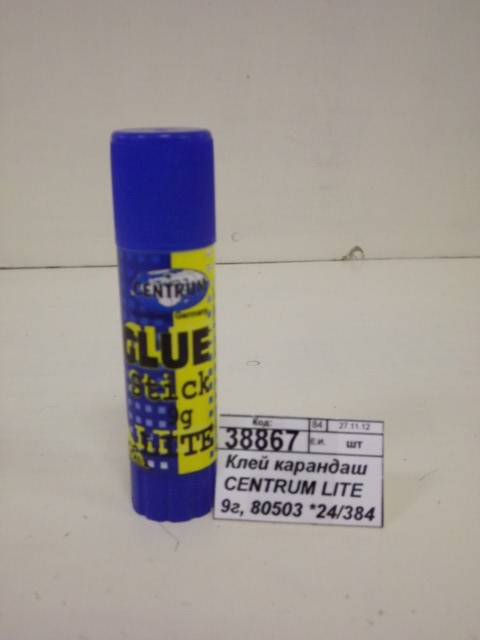 CENTRUM
Germany
GLUE
Stick
9g
LITE
Код: 84 27.11.12
38867 Е.И. шт
Клей карандаш
CENTRUM LITE
9г, 80503 *24/384